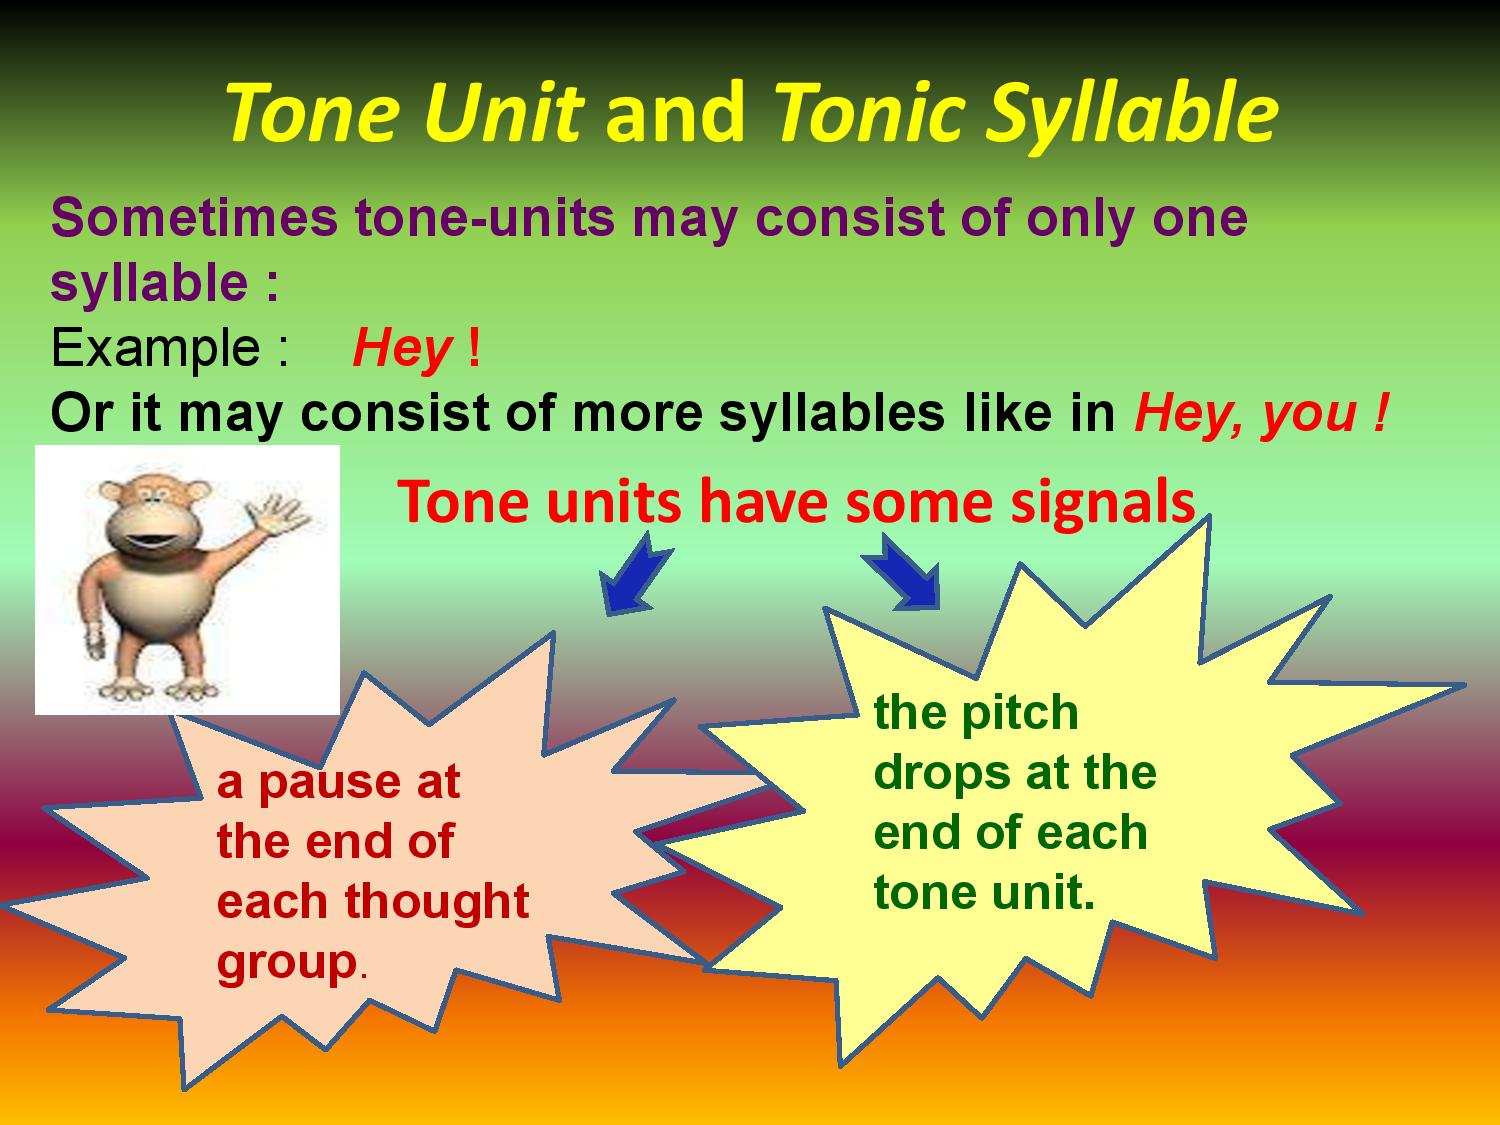 Tone Unit and Tonic Syllable
Sometimes tone-units may consist of only one
syllable :
Example : Hey !
Or it may consist of more syllables like in Hey, you !
Tone units have some signals
a pause at
the end of
each thought
group.
the pitch
drops at the
end of each
tone unit.